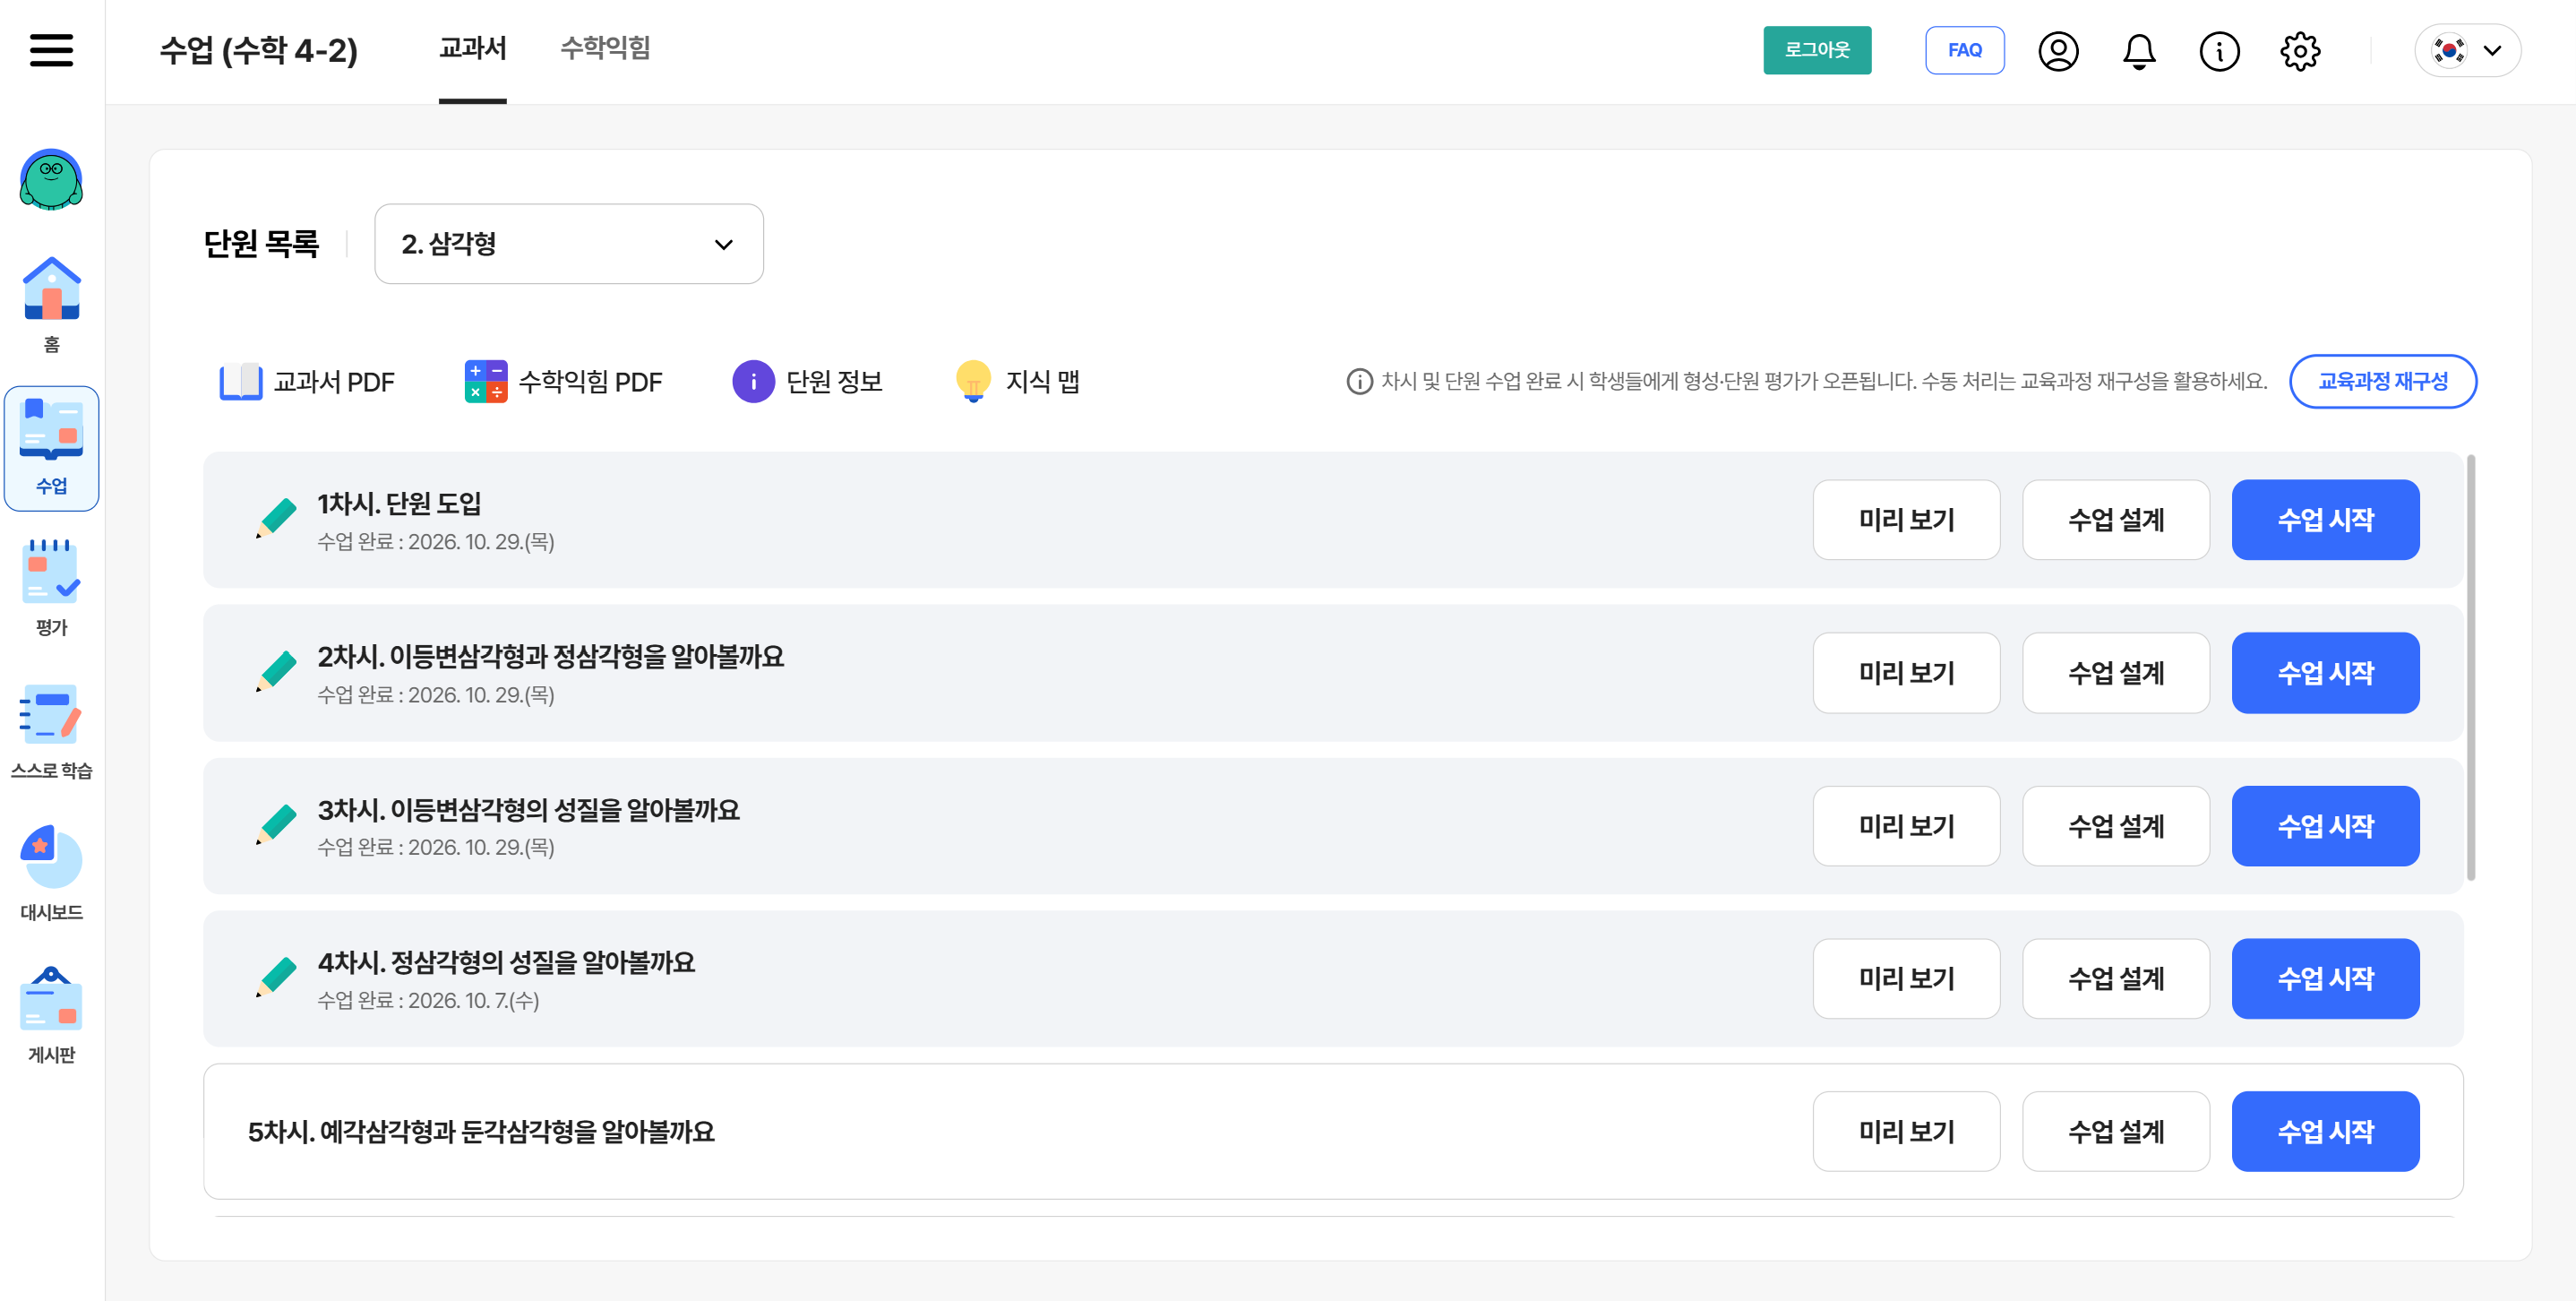 수업 (수학 4-2)
교과서
수학익힘
로그아웃
FAQ
홈
수업
평가
스스로 학습
대시보드
게시판
단원 목록
2. 삼각형
교과서 PDF
수학익힘 PDF
단원 정보
지식 맵
차시 및 단원 수업 완료 시 학생들에게 형성·단원 평가가 오픈됩니다. 수동 처리는 교육과정 재구성을 활용하세요.
교육과정 재구성
1차시. 단원 도입
수업 완료 : 2026. 10. 29.(목)
미리 보기
수업 설계
수업 시작
2차시. 이등변삼각형과 정삼각형을 알아볼까요
수업 완료 : 2026. 10. 29.(목)
미리 보기
수업 설계
수업 시작
3차시. 이등변삼각형의 성질을 알아볼까요
수업 완료 : 2026. 10. 29.(목)
미리 보기
수업 설계
수업 시작
4차시. 정삼각형의 성질을 알아볼까요
수업 완료 : 2026. 10. 7.(수)
미리 보기
수업 설계
수업 시작
5차시. 예각삼각형과 둔각삼각형을 알아볼까요
미리 보기
수업 설계
수업 시작